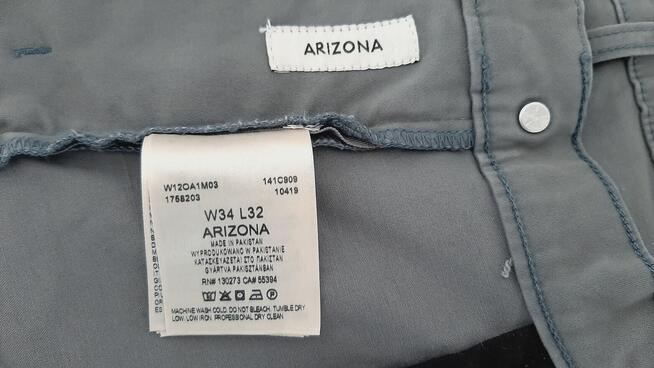 ARIZONA
W12OA1M03 141C909
1758203 10419
W34 L32
ARIZONA
MADE IN PAKISTAN
WYPRODUKOWANO W PAKISTANIE
ΚΑΤΑΣΚΕΥΑΖΕΤΑΙ ΣΤΟ ΠΑΚΙΣΤΑΝ
GYÁRTVA PAKISZTÁNBAN
RN# 130273 CA# 55394
MACHINE WASH COLD. DO NOT BLEACH. TUMBLE DRY
LOW. LOW IRON. PROFESSIONAL DRY CLEAN